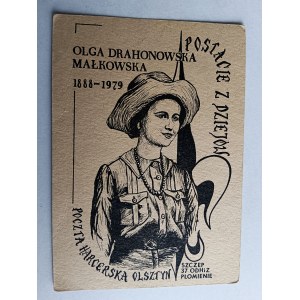 OLGA DRAHONOWSKA
MAŁKOWSKA
1888-1979
POSTACIE Z DZIEJÓW
POCZTA HARCERSKA OLSZTYN
SZCZEP
37 ODHIZ
PŁOMIENIE